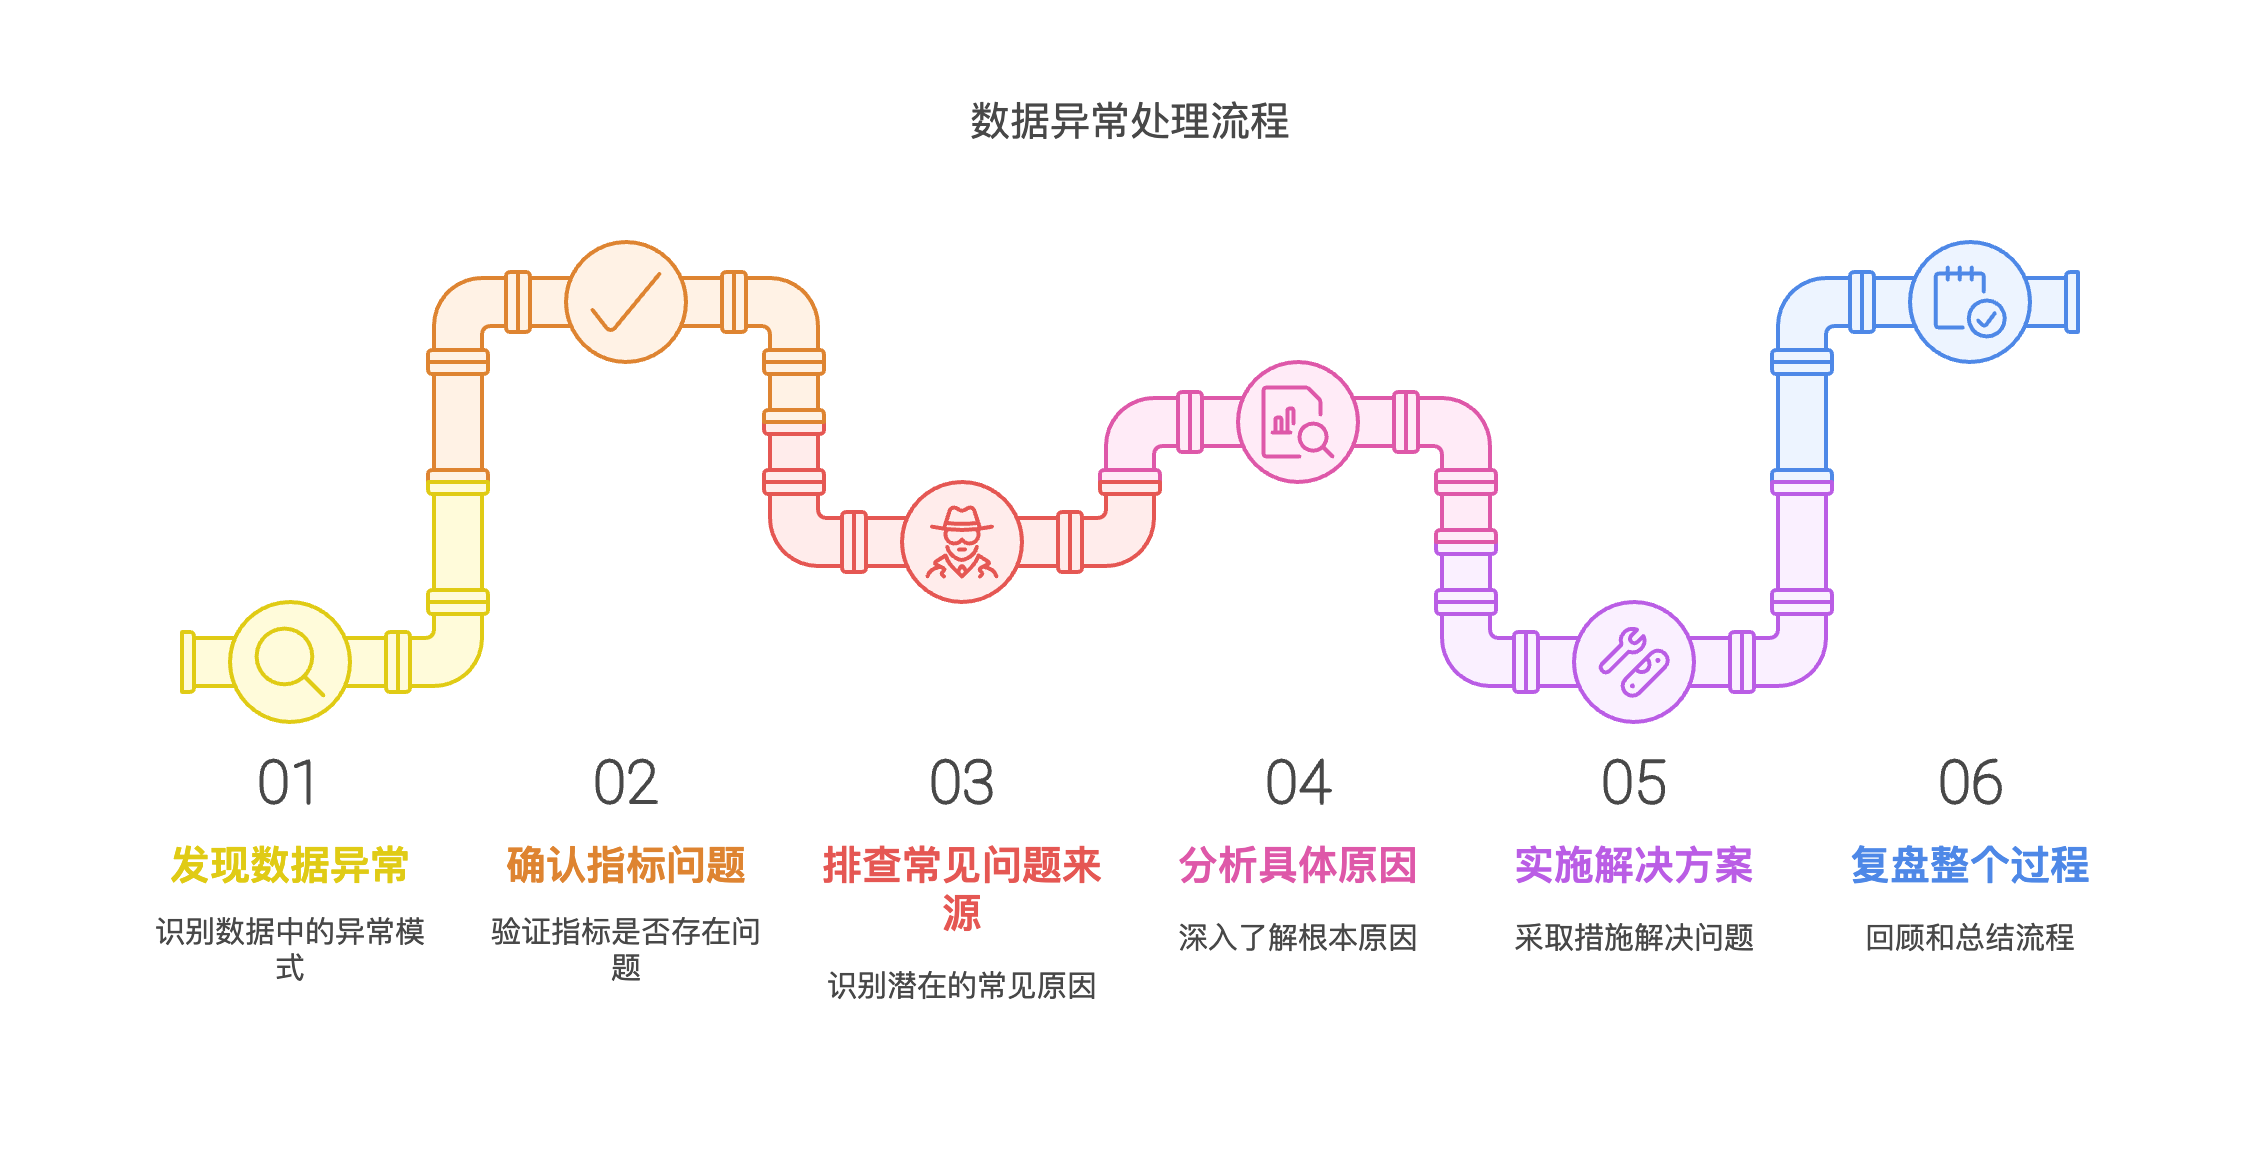 数据异常处理流程
01
发现数据异常
识别数据中的异常模
式
02
确认指标问题
验证指标是否存在问
题
03
排查常见问题来
源
识别潜在的常见原因
04
分析具体原因
深入了解根本原因
05
实施解决方案
采取措施解决问题
06
复盘整个过程
回顾和总结流程